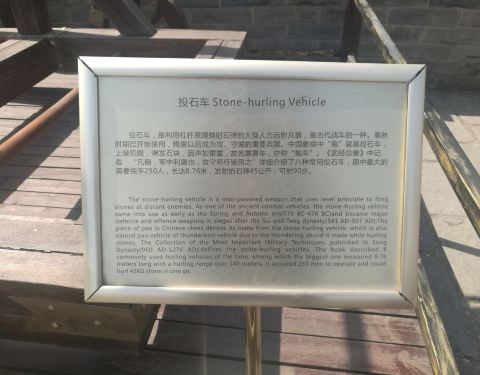 投石车 Stone-hurling Vehicle
投石车，是利用杠杆原理抛射石弹的大型人力远射兵器，是古代战车的一种。春秋
时期已开始使用，隋唐以后成为攻、守城的重要兵器。中国象棋中“砲”就是投石车，
上装机枢，弹发石块，因声如雷震，故名霹雳车，亦称“抛车”。《武经总要》中记
载：“凡砲，军中利器也，攻守师行皆用之”详细介绍了八种常用投石车，其中最大的
需要拽手250人，长达8.76米，发射的石弹45公斤，可射90步。
The stone-hurling vehicle is a man-powered weapon that uses level principle to fling
stones at distant enemies. As one of the ancient combat vehicles, the stone-hurling vehicle
came into use as early as the Spring and Autumn era(770 BC-476 BC)and became major
defence and offence weapons in sieges after the Sui and Tang dynasty(581 AD-907 AD).The
piece of pao in Chinese chess derives its name from the stone-hurling vehicle, which is also
named pao vehicle of thunderbolt vehicle due to the thundering sound it made while hurling
stones. The Collection of the Most Important Military Techniques, published in Song
Dynasty(960 AD-1276 AD),defines the stone-hurling vehicles. The book described 8
commonly used hurling vehicles of the time, among which the biggest one measured 8.76
meters long with a hurling range over 140 meters. It required 250 men to operate and could
hurl 45KG stone in one go.